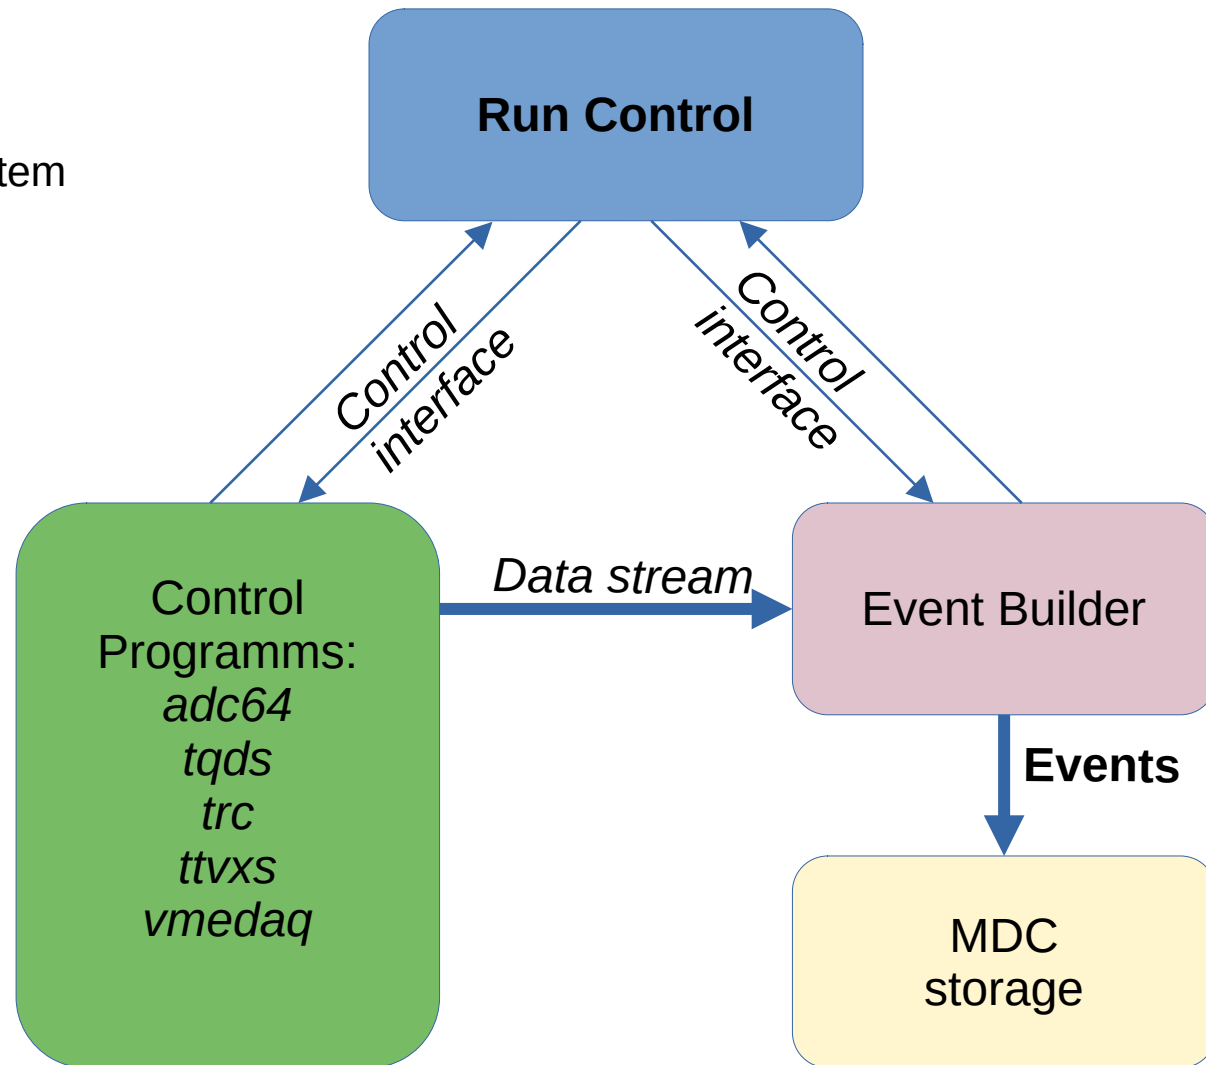 Run Control
tem
Control
interface
Control
interface
Data stream
Control
Programms:
adc64
tqds
trc
ttvxs
vmedaq
Event Builder
Events
MDC
storage